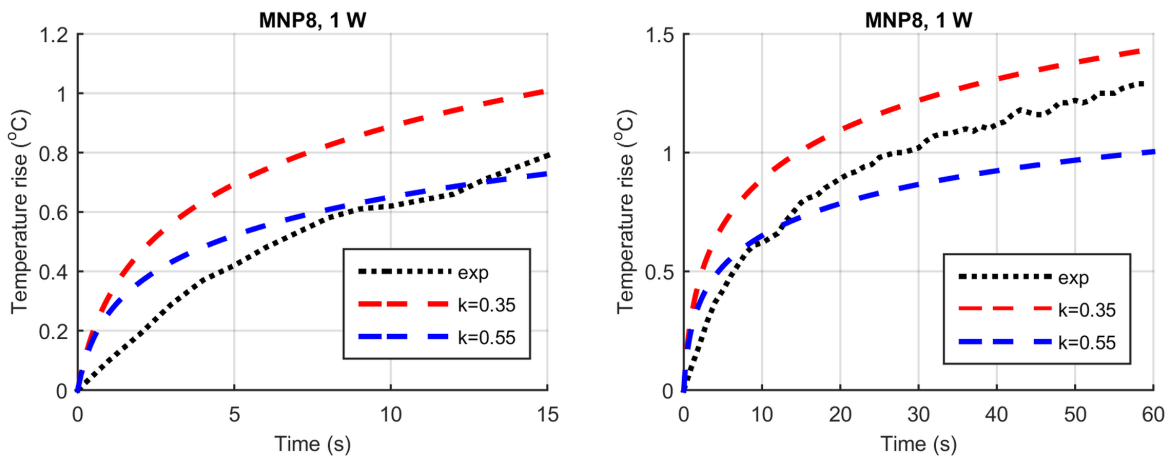 MNP8, 1 W
1.2
1
0.8
0.6
0.4
0.2
0
0 5 10 15
Temperature rise (°C)
Time (s)
exp
k=0.35
k=0.55
MNP8, 1 W
1.5
1
0.5
0
0 10 20 30 40 50 60
Temperature rise (°C)
Time (s)
exp
k=0.35
k=0.55